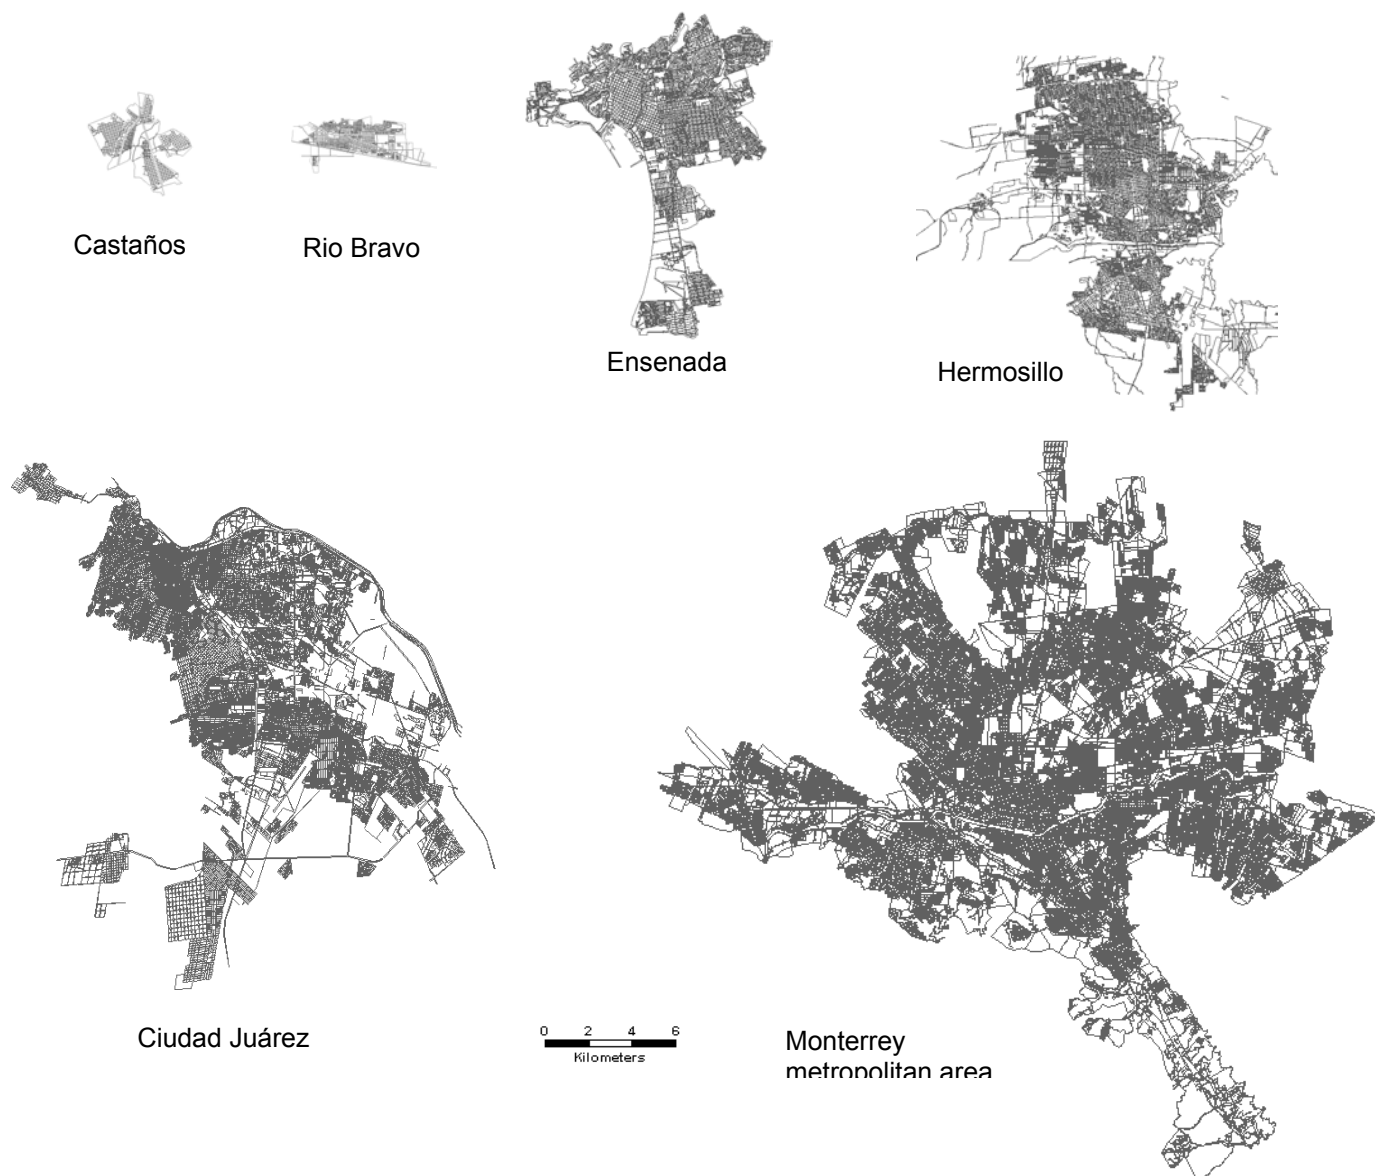 Castaños
Rio Bravo
Ensenada
Hermosillo
Ciudad Juárez
0 2 4 6
Kilometers
Monterrey
metropolitan area